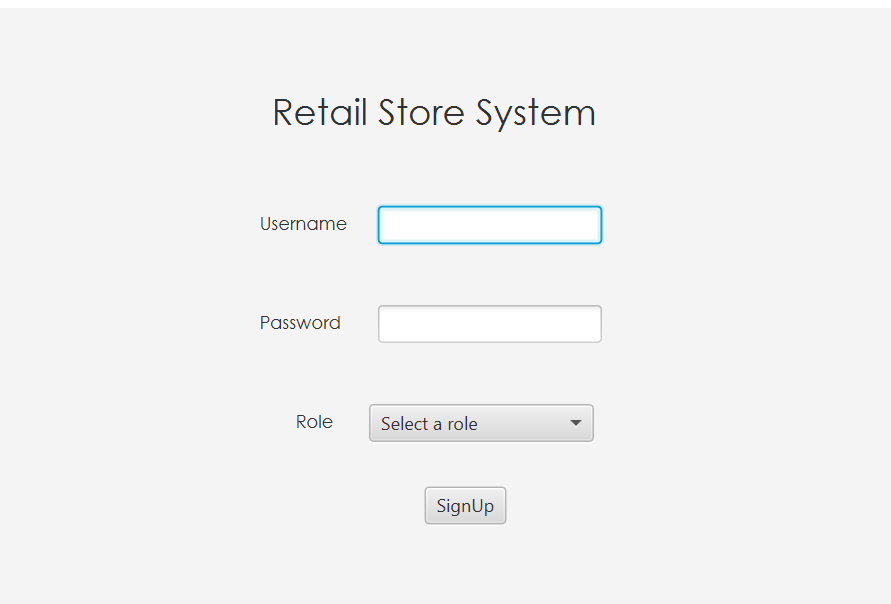 Retail Store System
Username
Password
Role
Select a role
SignUp